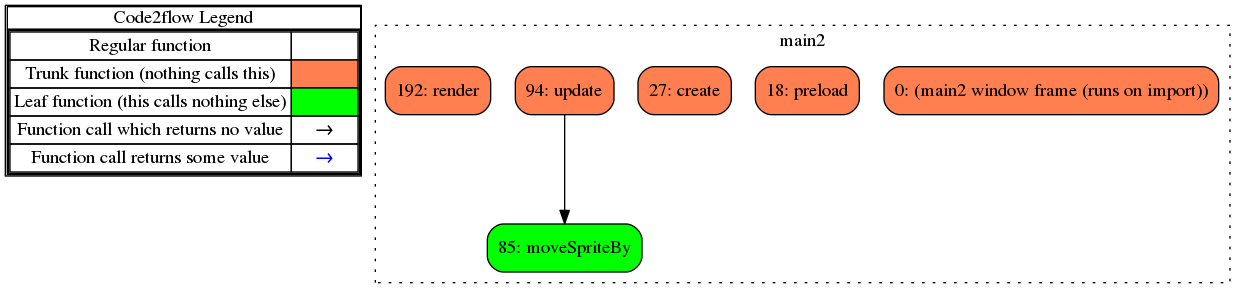 Code2flow Legend
Regular function
Trunk function (nothing calls this)
Leaf function (this calls nothing else)
Function call which returns no value →
Function call returns some value →
main2
192: render
94: update
27: create
18: preload
0: (main2 window frame (runs on import))
85: moveSpriteBy